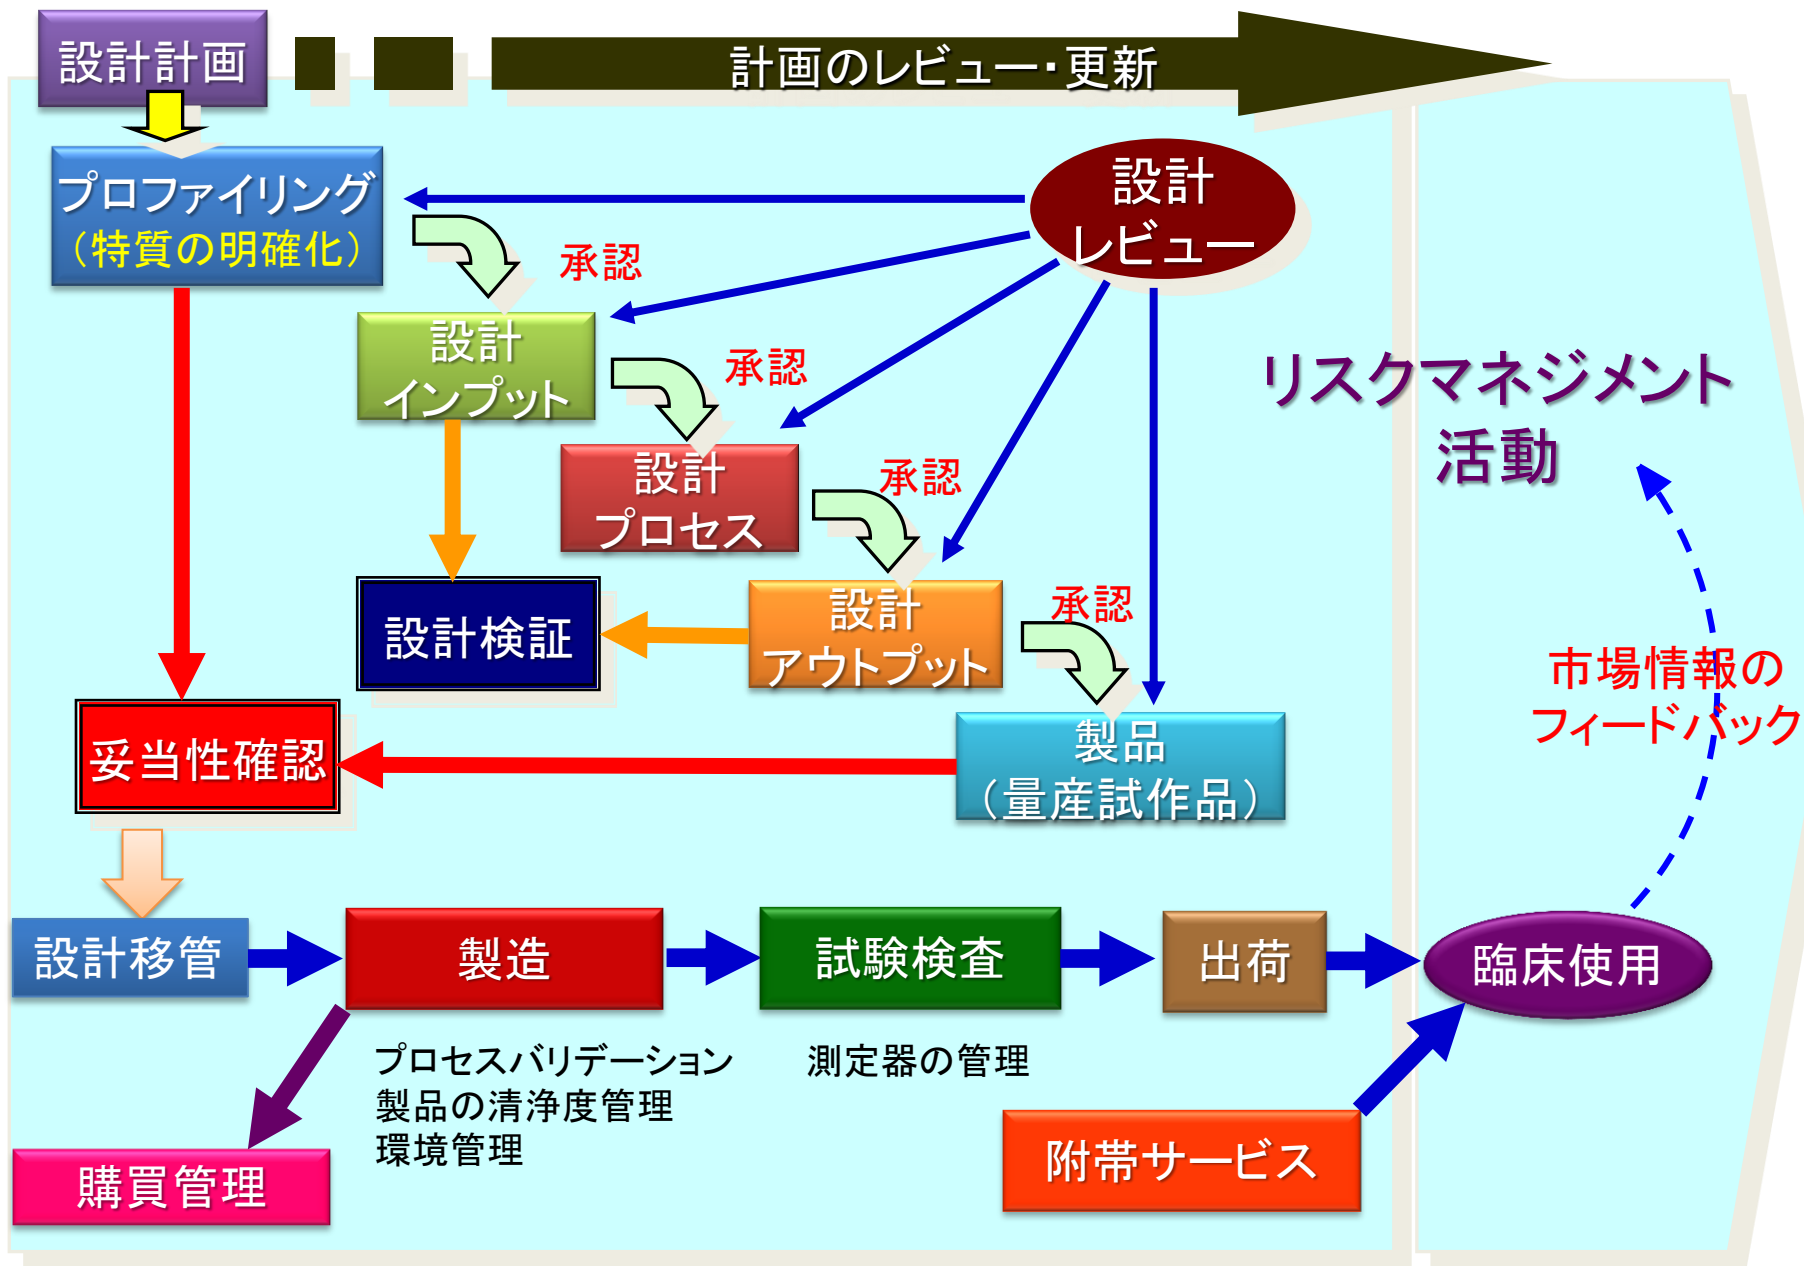 設計計画
計画のレビュー・更新
プロファイリング
（特質の明確化）
設計
レビュー
承認
設計
インプット
承認
設計
プロセス
承認
リスクマネジメント
活動
設計検証
設計
アウトプット
承認
市場情報の
フィードバック
妥当性確認
製品
（量産試作品）
設計移管
製造
試験検査
出荷
臨床使用
プロセスバリデーション
製品の清浄度管理
環境管理
測定器の管理
購買管理
附帯サービス